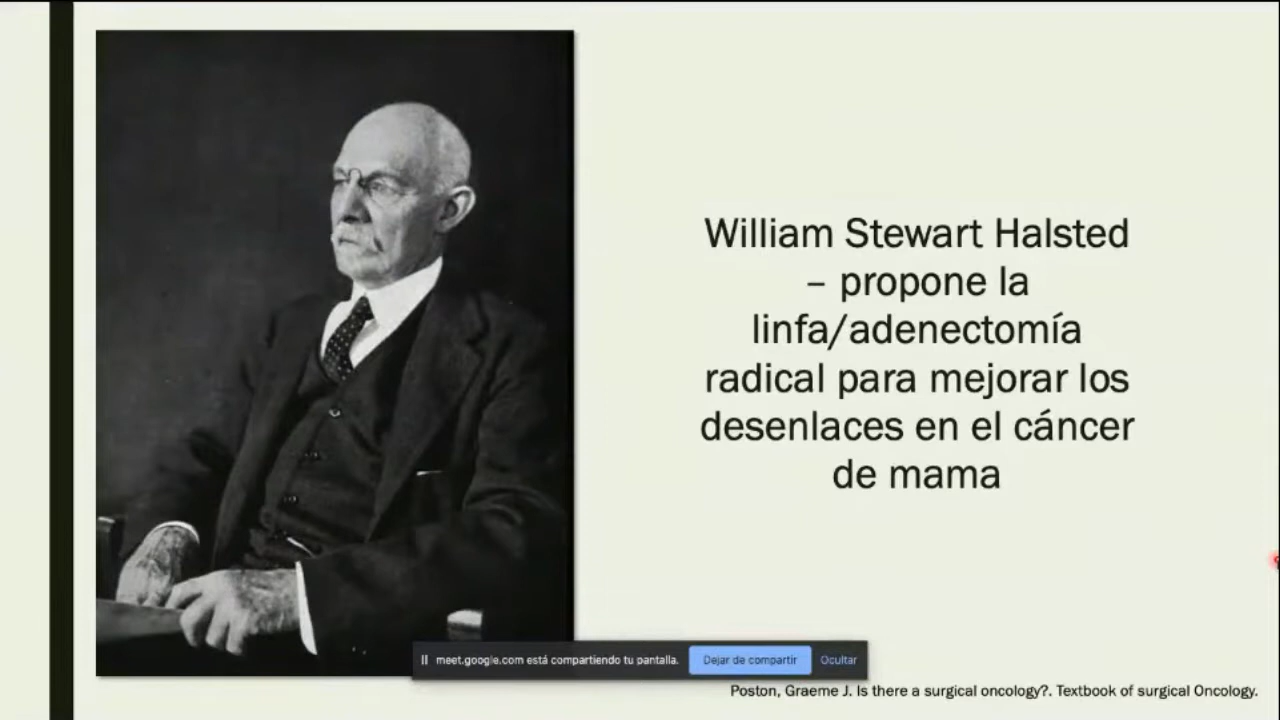 William Stewart Halsted
– propone la
linfa/adenectomía
radical para mejorar los
desenlaces en el cáncer
de mama
meet.google.com está compartiendo tu pantalla.
Dejar de compartir
Ocultar
Poston, Graeme J. Is there a surgical oncology?. Textbook of surgical Oncology.